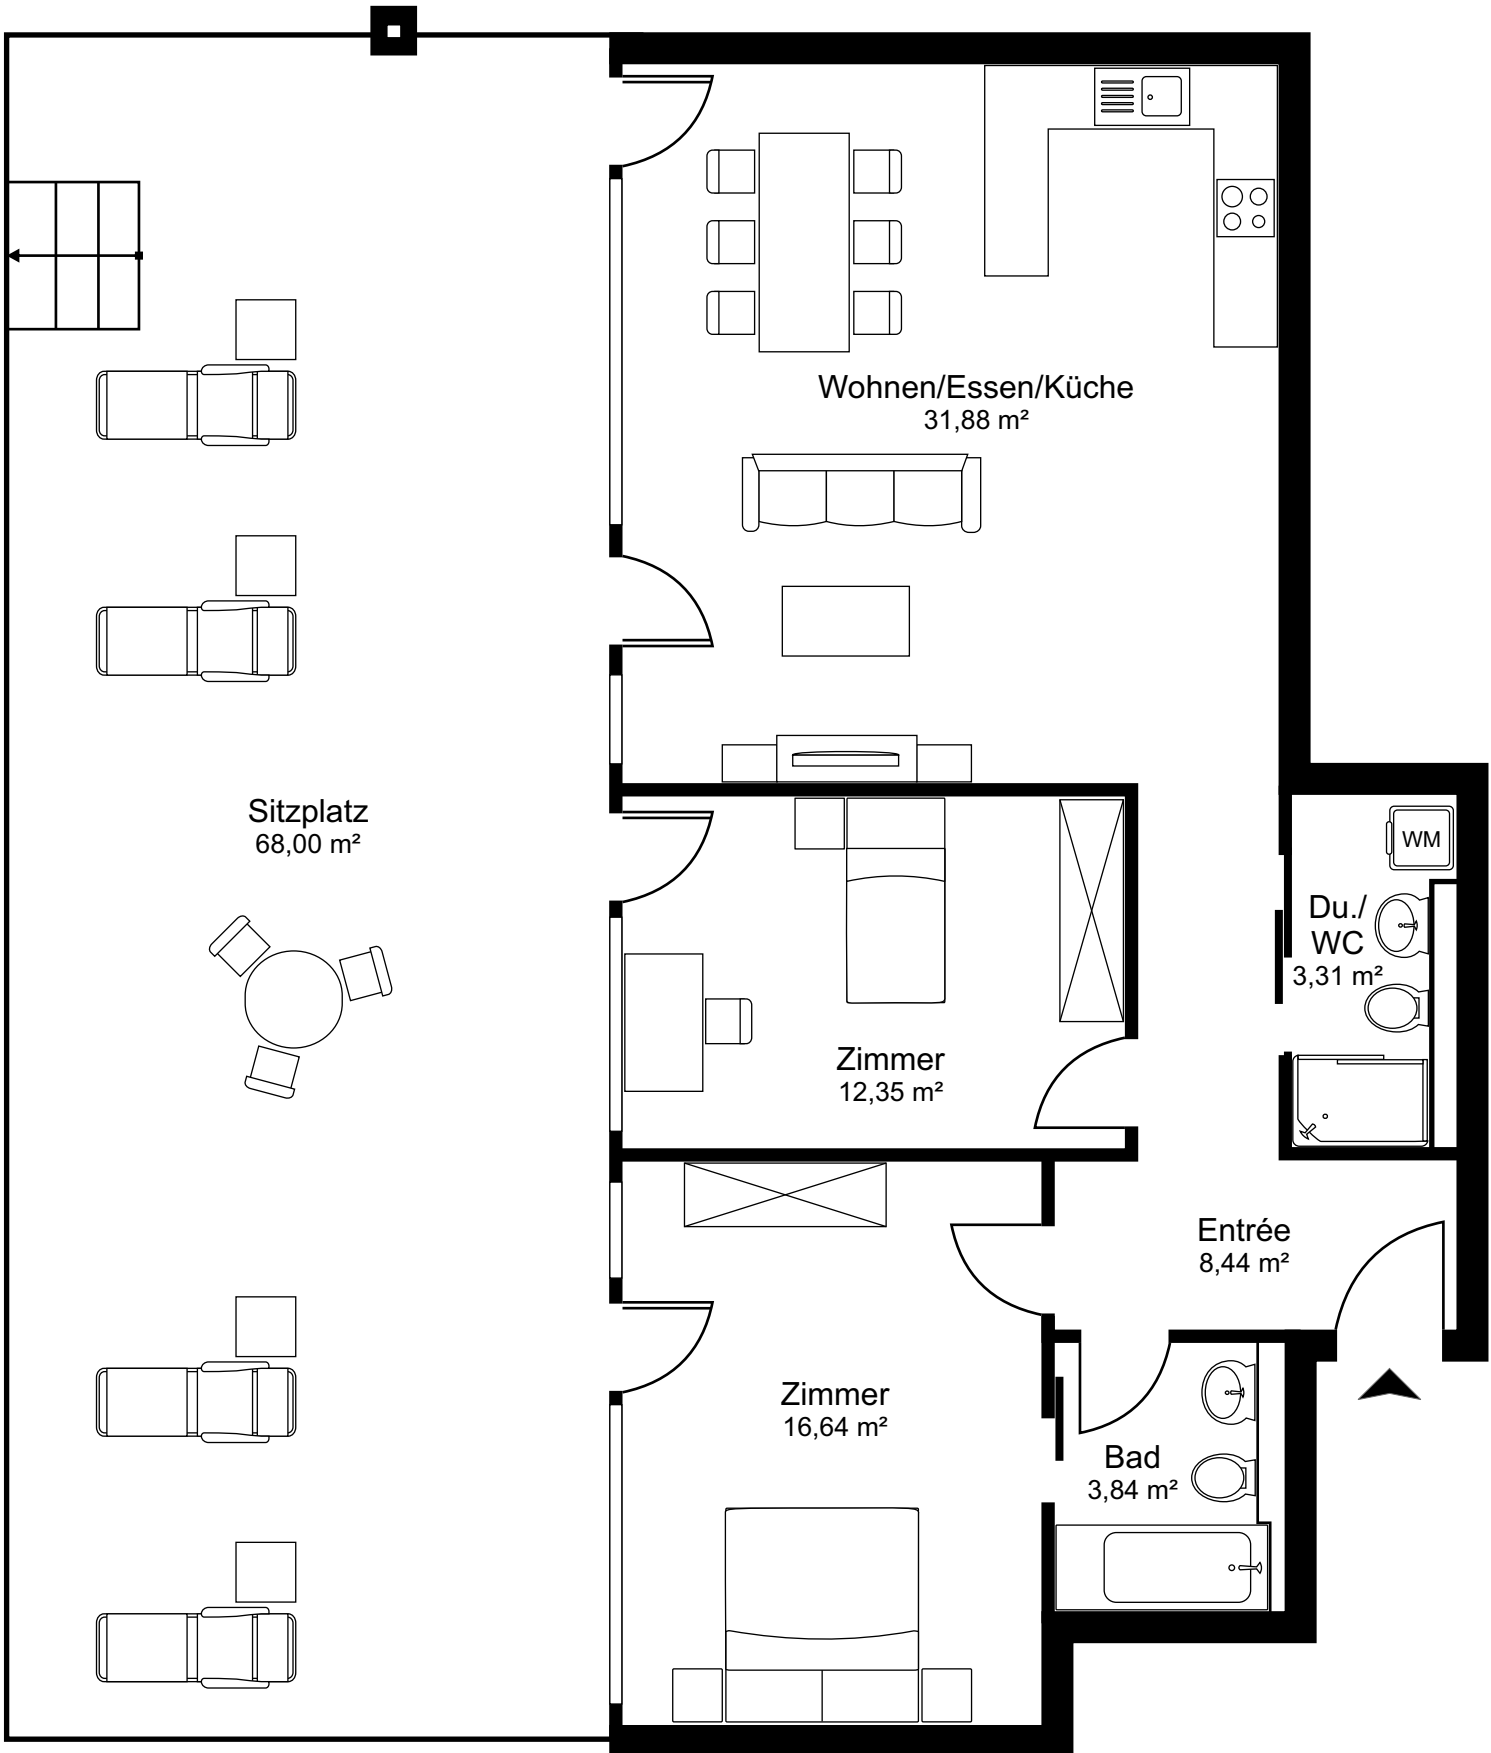 Wohnen/Essen/Küche
31,88 m²
Sitzplatz
68,00 m²
WM
Du./
WC
3,31 m²
Zimmer
12,35 m²
Entrée
8,44 m²
Zimmer
16,64 m²
Bad
3,84 m²